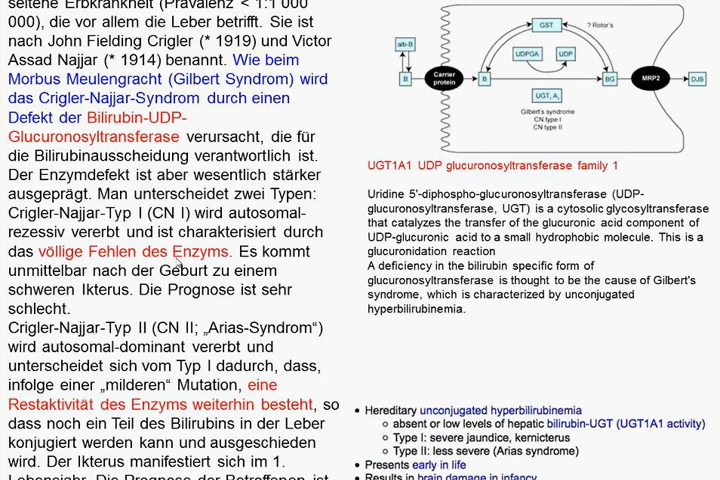 seltene Erbkrankheit (Prävalenz < 1:1 000
000), die vor allem die Leber betrifft. Sie ist
nach John Fielding Crigler (* 1919) und Victor
Assad Najjar (* 1914) benannt. Wie beim
Morbus Meulengracht (Gilbert Syndrom) wird
das Crigler-Najjar-Syndrom durch einen
Defekt der Bilirubin-UDP-
Glucuronosyltransferase verursacht, die für
die Bilirubinausscheidung verantwortlich ist.
Der Enzymdefekt ist aber wesentlich stärker
ausgeprägt. Man unterscheidet zwei Typen:
Crigler-Najjar-Typ I (CN I) wird autosomal-
rezessiv vererbt und ist charakterisiert durch
das völlige Fehlen des Enzyms. Es kommt
unmittelbar nach der Geburt zu einem
schweren Ikterus. Die Prognose ist sehr
schlecht.
Crigler-Najjar-Typ II (CN II; „Arias-Syndrom“)
wird autosomal-dominant vererbt und
unterscheidet sich vom Typ I dadurch, dass,
infolge einer „milderen“ Mutation, eine
Restaktivität des Enzyms weiterhin besteht, so
dass noch ein Teil des Bilirubins in der Leber
konjugiert werden kann und ausgeschieden
wird. Der Ikterus manifestiert sich im 1.
Lebensjahr. Die Prognose der Betroffenen ist
GST
? Rotor's
alb-B
UDPGA
UDP
B
Carrier
protein
B
BG
MRP2
DJS
UGT, A,
Gilbert's syndrome
CN type I
CN type II
UGT1A1 UDP glucuronosyltransferase family 1
Uridine 5'-diphospho-glucuronosyltransferase (UDP-
glucuronosyltransferase, UGT) is a cytosolic glycosyltransferase
that catalyzes the transfer of the glucuronic acid component of
UDP-glucuronic acid to a small hydrophobic molecule. This is a
glucuronidation reaction
A deficiency in the bilirubin specific form of
glucuronosyltransferase is thought to be the cause of Gilbert's
syndrome, which is characterized by unconjugated
hyperbilirubinemia.
• Hereditary unconjugated hyperbilirubinemia
o absent or low levels of hepatic bilirubin-UGT (UGT1A1 activity)
o Type I: severe jaundice, kernicterus
o Type II: less severe (Arias syndrome)
• Presents early in life
• Results in brain damage in infancy